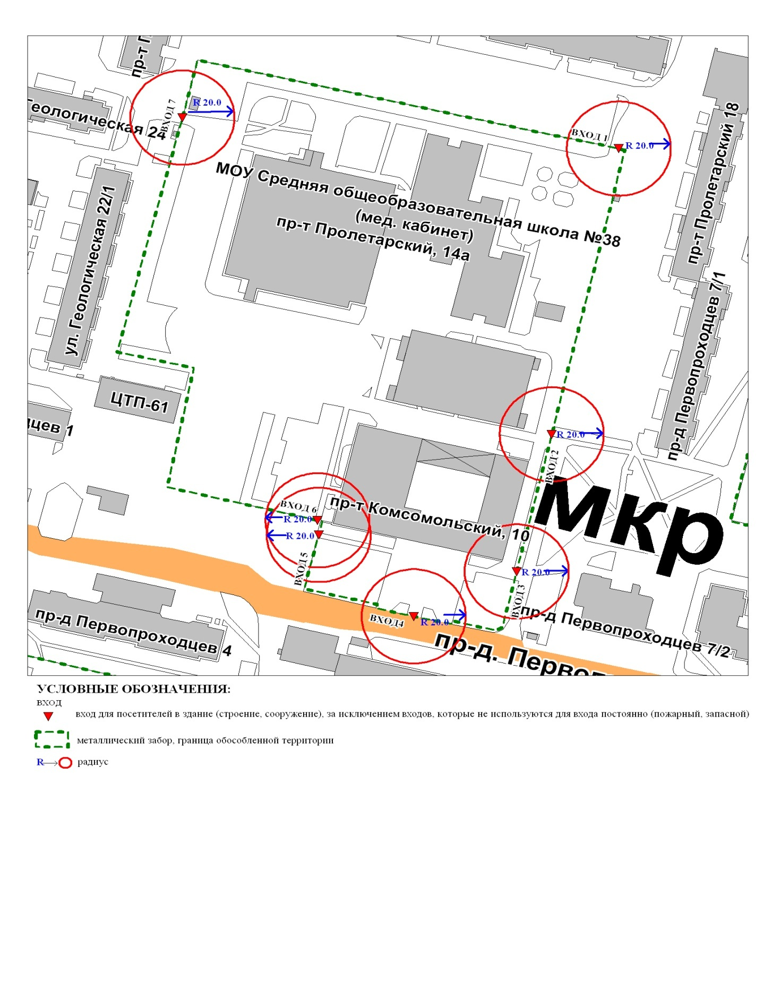 пр-т П
ВХОД 7
R 20.0
Геологическая 24
ВХОД 1
R 20.0
пр-т Пролетарский 18
МОУ Средняя общеобразовательная школа №38
(мед. кабинет)
пр-т Пролетарский, 14а
ул. Геологическая 22/1
пр-д Первопроходцев 7/1
ЦТП-61
дцев 1
R 20.0
ВХОД 2
мкр
ВХОД 6
R 20.0
R 20.0
ВХОД 5
пр-т Комсомольский, 10
R 20.0
ВХОД 3
ВХОД4
R 20.0
пр-д Первопроходцев 7/2
пр-д Первопроходцев 4
пр-д. Первоп
УСЛОВНЫЕ ОБОЗНАЧЕНИЯ:
ВХОД
вход для посетителей в здание (строение, сооружение), за исключением входов, которые не используются для входа постоянно (пожарный, запасной)
металлический забор, граница обособленной территории
R
радиус